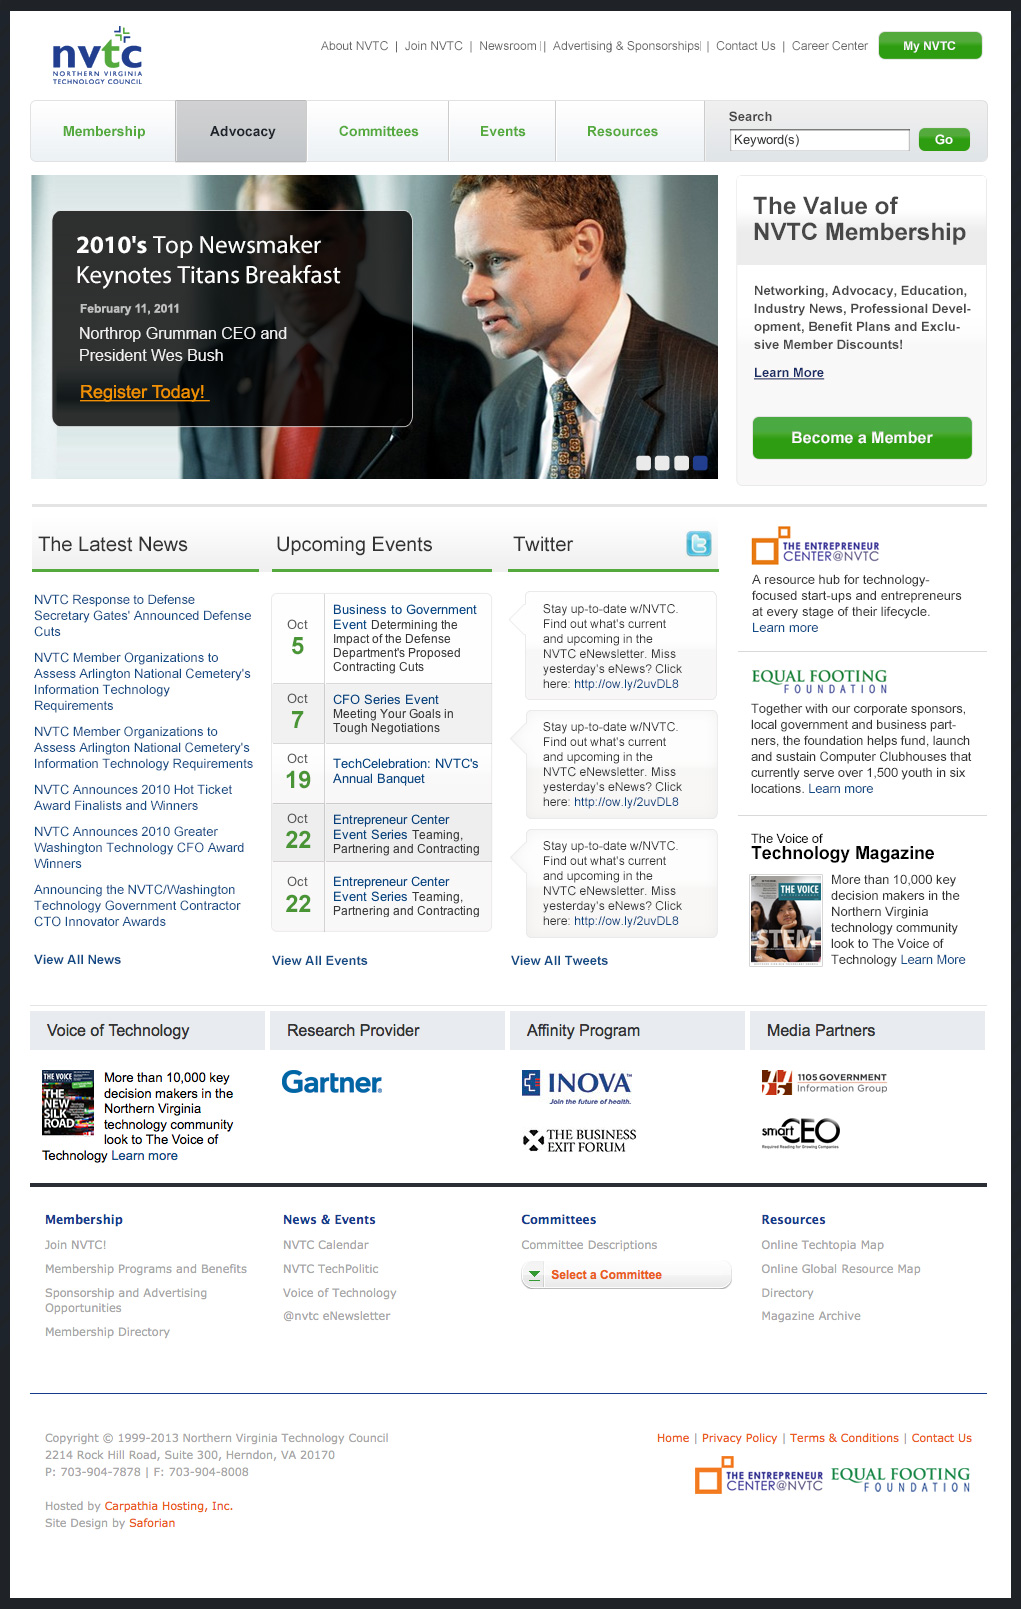 nvtc
NORTHERN VIRGINIA
TECHNOLOGY COUNCIL
About NVTC | Join NVTC | Newsroom | | Advertising & Sponsorships | Contact Us | Career Center
My NVTC
Membership
Advocacy
Committees
Events
Resources
Search
Keyword(s)
Go
2010's Top Newsmaker
Keynotes Titans Breakfast
February 11, 2011
Northrop Grumman CEO and
President Wes Bush
Register Today!
The Value of
NVTC Membership
Networking, Advocacy, Education,
Industry News, Professional Devel-
opment, Benefit Plans and Exclu-
sive Member Discounts!
Learn More
Become a Member
The Latest News
NVTC Response to Defense
Secretary Gates' Announced Defense
Cuts
NVTC Member Organizations to
Assess Arlington National Cemetery's
Information Technology
Requirements
NVTC Member Organizations to
Assess Arlington National Cemetery's
Information Technology Requirements
NVTC Announces 2010 Hot Ticket
Award Finalists and Winners
NVTC Announces 2010 Greater
Washington Technology CFO Award
Winners
Announcing the NVTC/Washington
Technology Government Contractor
CTO Innovator Awards
View All News
Upcoming Events
Oct
5
Business to Government
Event Determining the
Impact of the Defense
Department's Proposed
Contracting Cuts
Oct
7
CFO Series Event
Meeting Your Goals in
Tough Negotiations
Oct
19
TechCelebration: NVTC's
Annual Banquet
Oct
22
Entrepreneur Center
Event Series Teaming,
Partnering and Contracting
Oct
22
Entrepreneur Center
Event Series Teaming,
Partnering and Contracting
View All Events
Twitter
Stay up-to-date w/NVTC.
Find out what's current
and upcoming in the
NVTC eNewsletter. Miss
yesterday's eNews? Click
here: http://ow.ly/2uvDL8
Stay up-to-date w/NVTC.
Find out what's current
and upcoming in the
NVTC eNewsletter. Miss
yesterday's eNews? Click
here: http://ow.ly/2uvDL8
Stay up-to-date w/NVTC.
Find out what's current
and upcoming in the
NVTC eNewsletter. Miss
yesterday's eNews? Click
here: http://ow.ly/2uvDL8
View All Tweets
THE ENTREPRENEUR
CENTER@NVTC
A resource hub for technology-
focused start-ups and entrepreneurs
at every stage of their lifecycle.
Learn more
EQUAL FOOTING
FOUNDATION
Together with our corporate sponsors,
local government and business part-
ners, the foundation helps fund, launch
and sustain Computer Clubhouses that
currently serve over 1,500 youth in six
locations. Learn more
The Voice of
Technology Magazine
THE VOICE
STEM
More than 10,000 key
decision makers in the
Northern Virginia
technology community
look to The Voice of
Technology Learn More
Voice of Technology
THE VOICE
THE NEW
SILK
ROAD
More than 10,000 key
decision makers in the
Northern Virginia
technology community
look to The Voice of
Technology Learn more
Research Provider
Gartner
Affinity Program
INOVA
Join the future of health.
THE BUSINESS
EXIT FORUM
Media Partners
1105 GOVERNMENT
Information Group
smartCEO
Required Reading for Growing Companies
Membership
Join NVTC!
Membership Programs and Benefits
Sponsorship and Advertising
Opportunities
Membership Directory
News & Events
NVTC Calendar
NVTC TechPolitic
Voice of Technology
@nvtc eNewsletter
Committees
Committee Descriptions
Select a Committee
Resources
Online Techtopia Map
Online Global Resource Map
Directory
Magazine Archive
Copyright © 1999-2013 Northern Virginia Technology Council
2214 Rock Hill Road, Suite 300, Herndon, VA 20170
P: 703-904-7878 | F: 703-904-8008
Hosted by Carpathia Hosting, Inc.
Site Design by Saforian
Home | Privacy Policy | Terms & Conditions | Contact Us
THE ENTREPRENEUR
CENTER@NVTC
EQUAL FOOTING
FOUNDATION